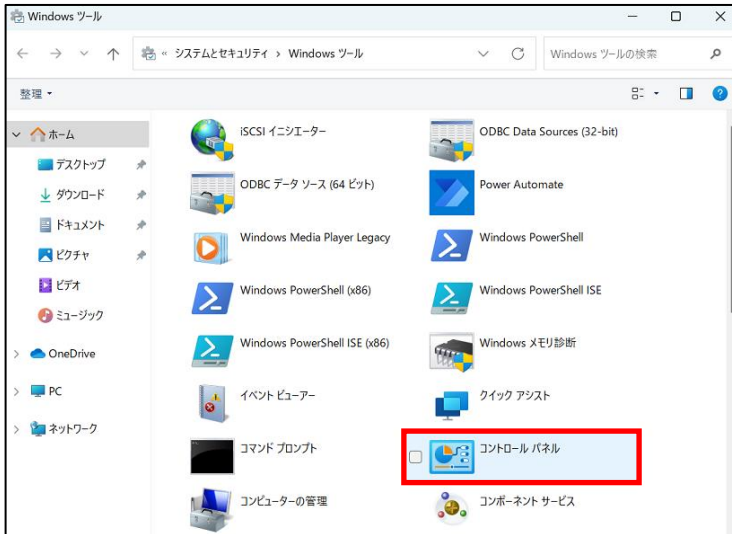 Windows ツール
« システムとセキュリティ › Windows ツール
Windows ツールの検索
整理
ホーム
デスクトップ
ダウンロード
ドキュメント
ピクチャ
ビデオ
ミュージック
OneDrive
PC
ネットワーク
iSCSI イニシエーター
ODBC Data Sources (32-bit)
ODBC データ ソース (64 ビット)
Power Automate
Windows Media Player Legacy
Windows PowerShell
Windows PowerShell (x86)
Windows PowerShell ISE
Windows PowerShell ISE (x86)
Windows メモリ診断
イベント ビューアー
クイック アシスト
コマンド プロンプト
コントロール パネル
コンピューターの管理
コンポーネント サービス